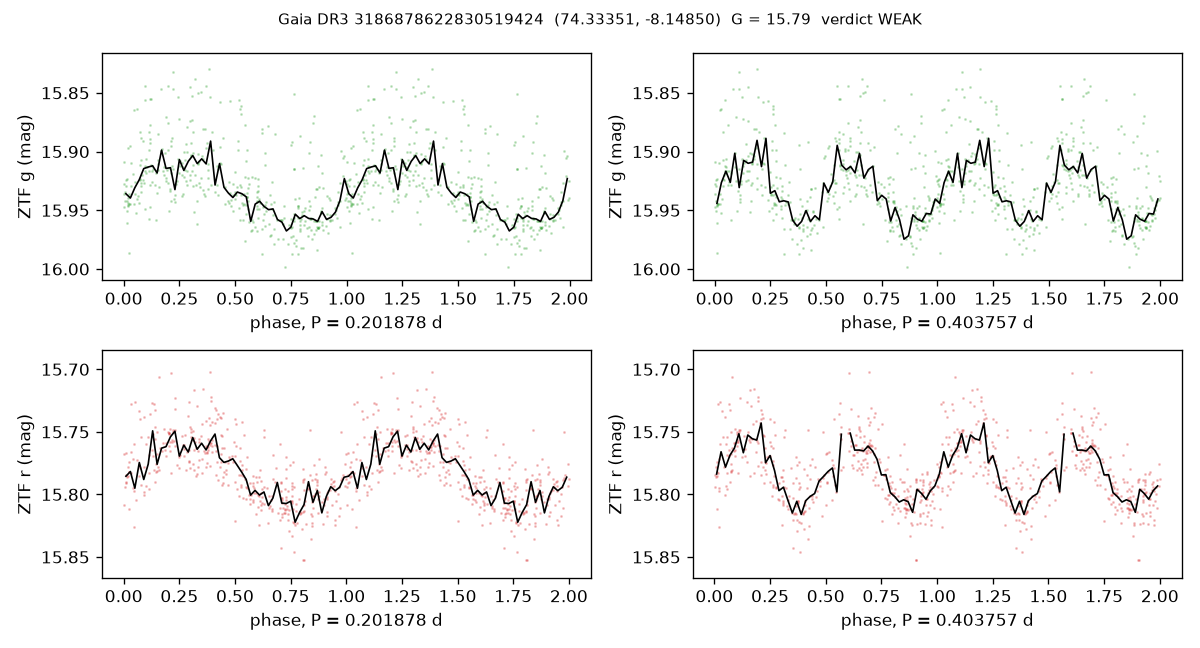 Gaia DR3 3186878622830519424  (74.33351, -8.14850)  G = 15.79  verdict WEAK
ZTF g (mag)
15.85
15.90
15.95
16.00
0.00 0.25 0.50 0.75 1.00 1.25 1.50 1.75 2.00
phase, P = 0.201878 d
ZTF g (mag)
15.85
15.90
15.95
16.00
0.00 0.25 0.50 0.75 1.00 1.25 1.50 1.75 2.00
phase, P = 0.403757 d
ZTF r (mag)
15.70
15.75
15.80
15.85
0.00 0.25 0.50 0.75 1.00 1.25 1.50 1.75 2.00
phase, P = 0.201878 d
ZTF r (mag)
15.70
15.75
15.80
15.85
0.00 0.25 0.50 0.75 1.00 1.25 1.50 1.75 2.00
phase, P = 0.403757 d